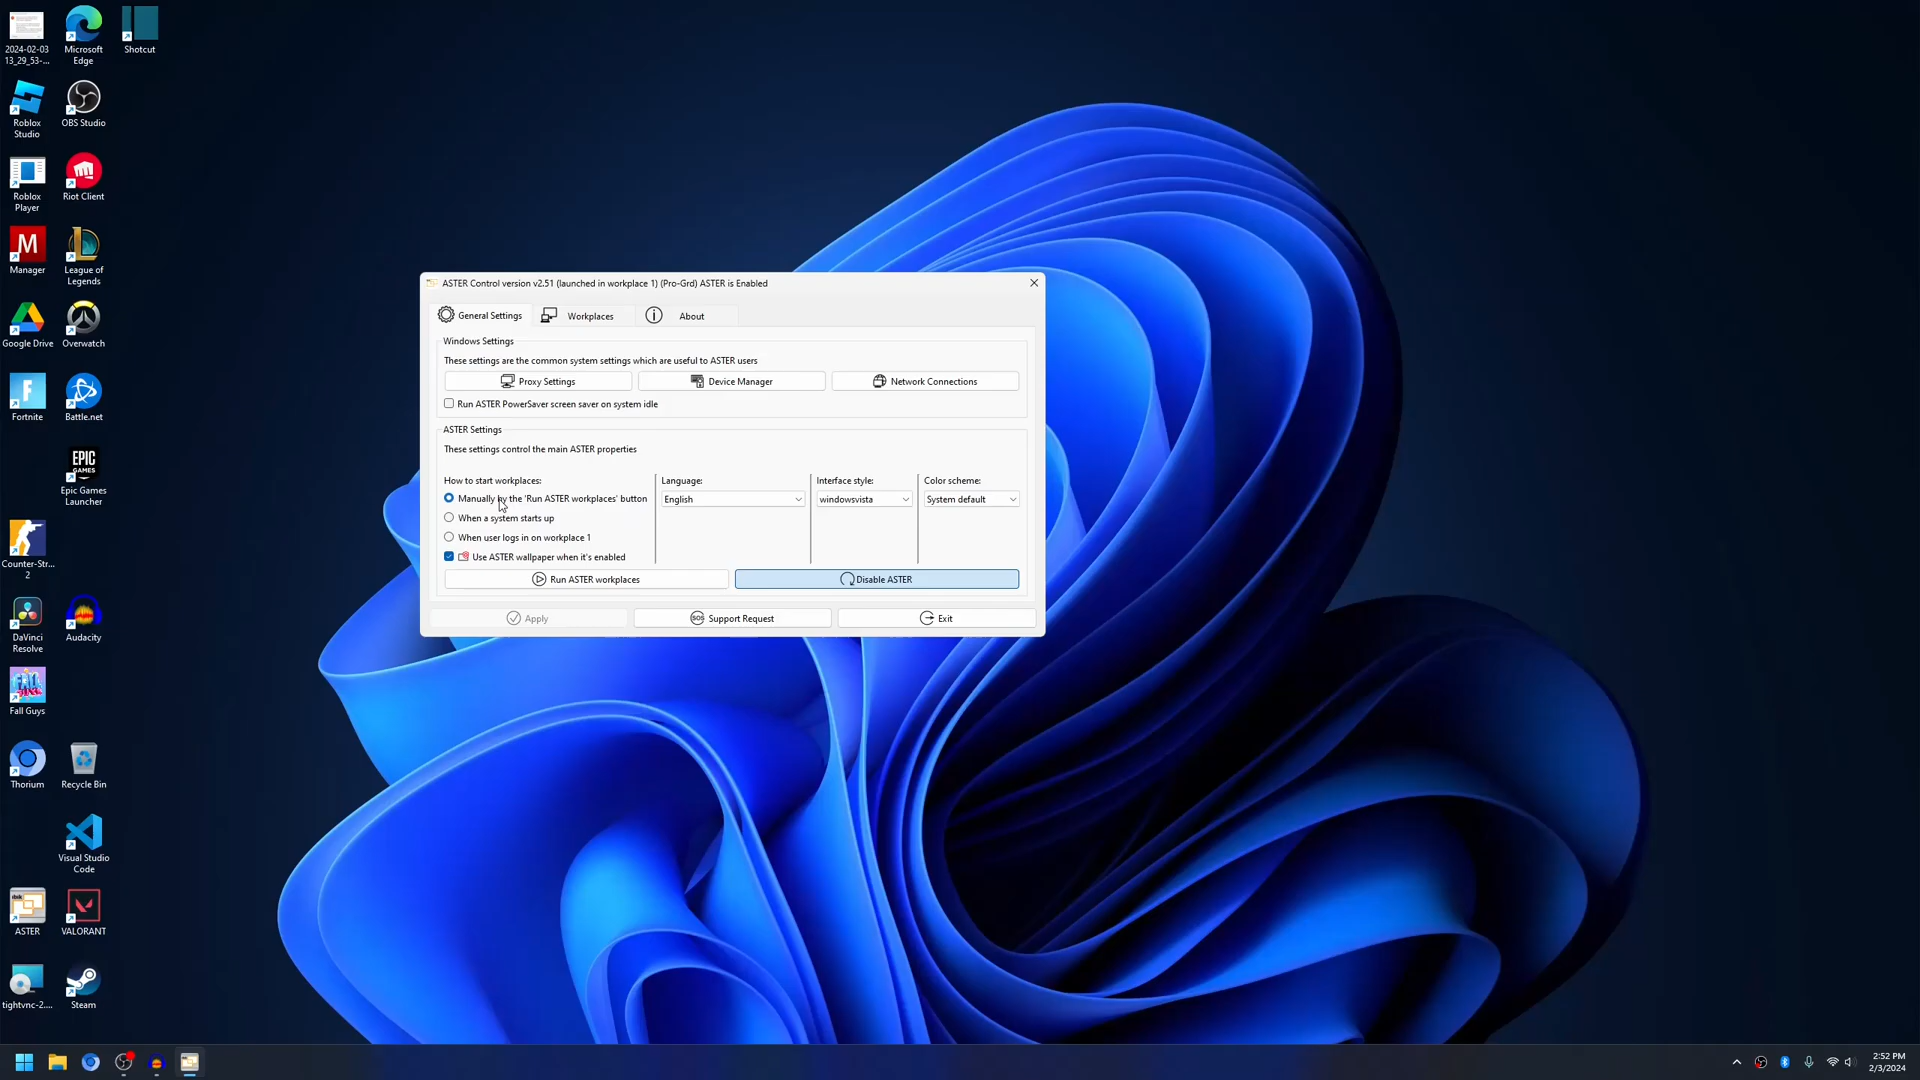 2024-02-03
13_29_53-...
Microsoft
Edge
Shotcut
Roblox
Studio
OBS Studio
Roblox
Player
Riot Client
M
Manager
League of
Legends
Google Drive
Overwatch
Fortnite
Battle.net
EPIC
GAMES
Epic Games
Launcher
Counter-Str...
2
DaVinci
Resolve
Audacity
FALL
Fall Guys
Thorium
Recycle Bin
Visual Studio
Code
ASTER
VALORANT
tightvnc-2....
Steam
ASTER Control version v2.51 (launched in workplace 1) (Pro-Grd) ASTER is Enabled
General Settings
Workplaces
About
Windows Settings
These settings are the common system settings which are useful to ASTER users
Proxy Settings
Device Manager
Network Connections
Run ASTER PowerSaver screen saver on system idle
ASTER Settings
These settings control the main ASTER properties
How to start workplaces:
Manually by the 'Run ASTER workplaces' button
When a system starts up
When user logs in on workplace 1
Use ASTER wallpaper when it's enabled
Language:
English
Interface style:
windowsvista
Color scheme:
System default
Run ASTER workplaces
Disable ASTER
Apply
SOS Support Request
Exit
2:52 PM
2/3/2024